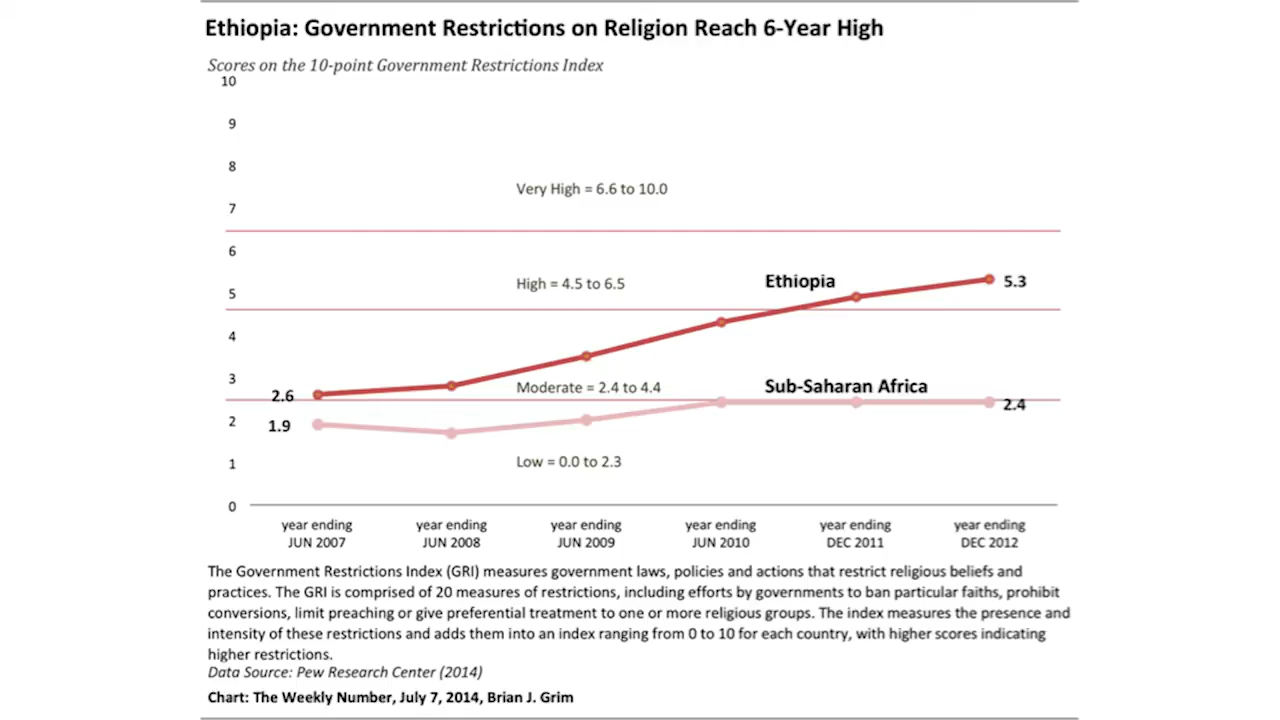 Ethiopia: Government Restrictions on Religion Reach 6-Year High
Scores on the 10-point Government Restrictions Index
10
9
8
Very High = 6.6 to 10.0
7
6
High = 4.5 to 6.5
Ethiopia
5.3
5
4
3
Moderate = 2.4 to 4.4
Sub-Saharan Africa
2.6
2.4
2
1.9
1
Low = 0.0 to 2.3
0
year ending JUN 2007
year ending JUN 2008
year ending JUN 2009
year ending JUN 2010
year ending DEC 2011
year ending DEC 2012
The Government Restrictions Index (GRI) measures government laws, policies and actions that restrict religious beliefs and
practices. The GRI is comprised of 20 measures of restrictions, including efforts by governments to ban particular faiths, prohibit
conversions, limit preaching or give preferential treatment to one or more religious groups. The index measures the presence and
intensity of these restrictions and adds them into an index ranging from 0 to 10 for each country, with higher scores indicating
higher restrictions.
Data Source: Pew Research Center (2014)
Chart: The Weekly Number, July 7, 2014, Brian J. Grim